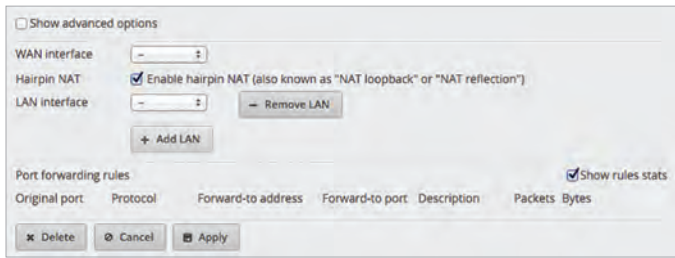 Show advanced options
WAN interface - 
Hairpin NAT Enable hairpin NAT (also known as "NAT loopback" or "NAT reflection")
LAN interface - − Remove LAN
+ Add LAN
Port forwarding rules Show rules stats
Original port Protocol Forward-to address Forward-to port Description Packets Bytes
Delete Cancel Apply